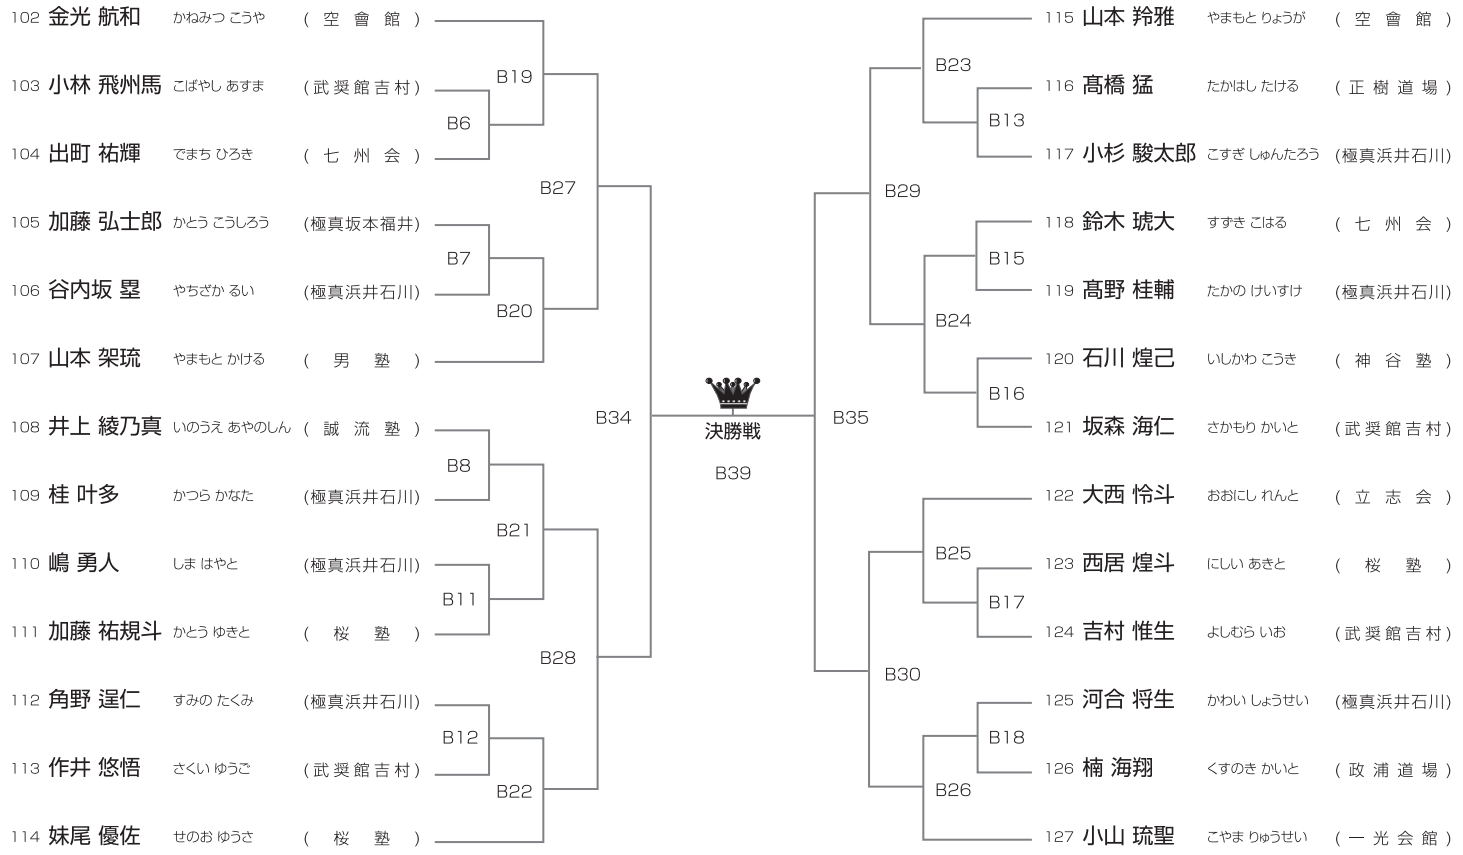 102 金光 航和 かねみつ こうや (空會館)
103 小林 飛州馬 こばやし あすま (武奨館吉村)
104 出町 祐輝 でまち ひろき (七州会)
105 加藤 弘士郎 かとう こうしろう (極真坂本福井)
106 谷内坂 塁 やちざか るい (極真浜井石川)
107 山本 架琉 やまもと かける (男塾)
108 井上 綾乃真 いのうえ あやのしん (誠流塾)
109 桂 叶多 かつら かなた (極真浜井石川)
110 嶋 勇人 しま はやと (極真浜井石川)
111 加藤 祐規斗 かとう ゆきと (桜塾)
112 角野 逞仁 すみの たくみ (極真浜井石川)
113 作井 悠悟 さくい ゆうご (武奨館吉村)
114 妹尾 優佐 せのお ゆうさ (桜塾)
B19
B6
B27
B7
B20
B34
B8
B21
B11
B28
B12
B22
決勝戦
B39
B23
B13
B29
B15
B24
B16
B35
B25
B17
B30
B18
B26
115 山本 羚雅 やまもと りょうが (空會館)
116 髙橋 猛 たかはし たける (正樹道場)
117 小杉 駿太郎 こすぎ しゅんたろう (極真浜井石川)
118 鈴木 琥大 すずき こはる (七州会)
119 髙野 桂輔 たかの けいすけ (極真浜井石川)
120 石川 煌己 いしかわ こうき (神谷塾)
121 坂森 海仁 さかもり かいと (武奨館吉村)
122 大西 怜斗 おおにし れんと (立志会)
123 西居 煌斗 にしい あきと (桜塾)
124 吉村 惟生 よしむら いお (武奨館吉村)
125 河合 将生 かわい しょうせい (極真浜井石川)
126 楠 海翔 くすのき かいと (政浦道場)
127 小山 琉聖 こやま りゅうせい (一光会館)